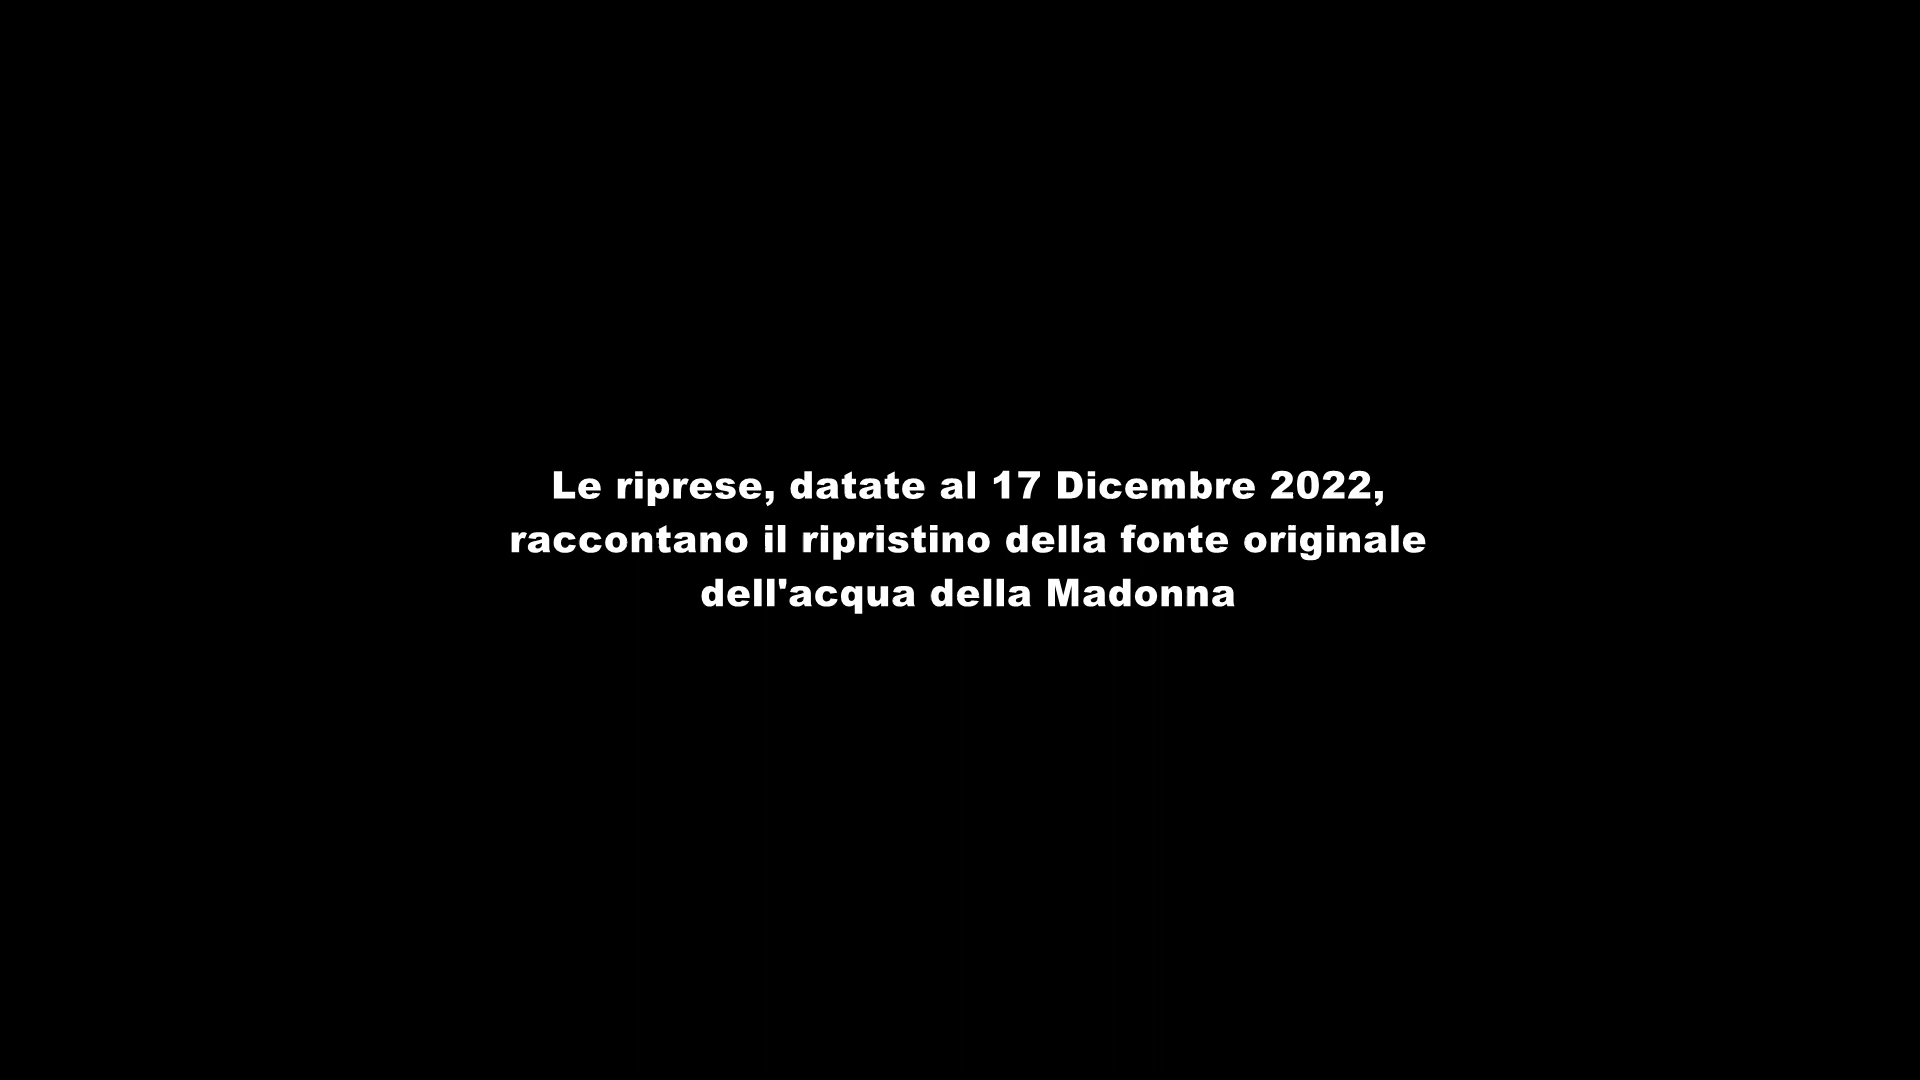 Le riprese, datate al 17 Dicembre 2022,
raccontano il ripristino della fonte originale
dell'acqua della Madonna